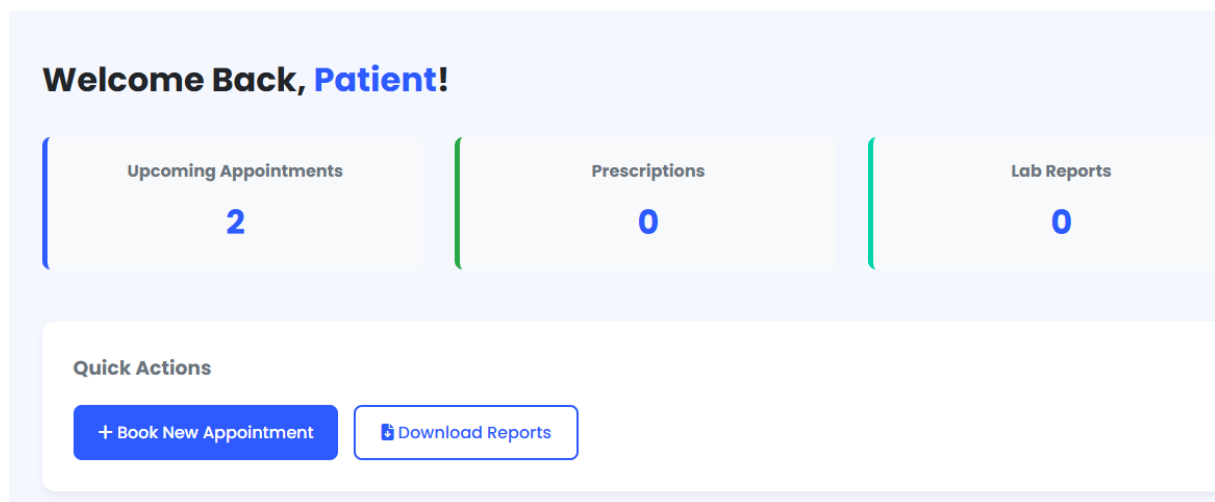 Welcome Back, Patient!
Upcoming Appointments
2
Prescriptions
0
Lab Reports
0
Quick Actions
+ Book New Appointment
Download Reports